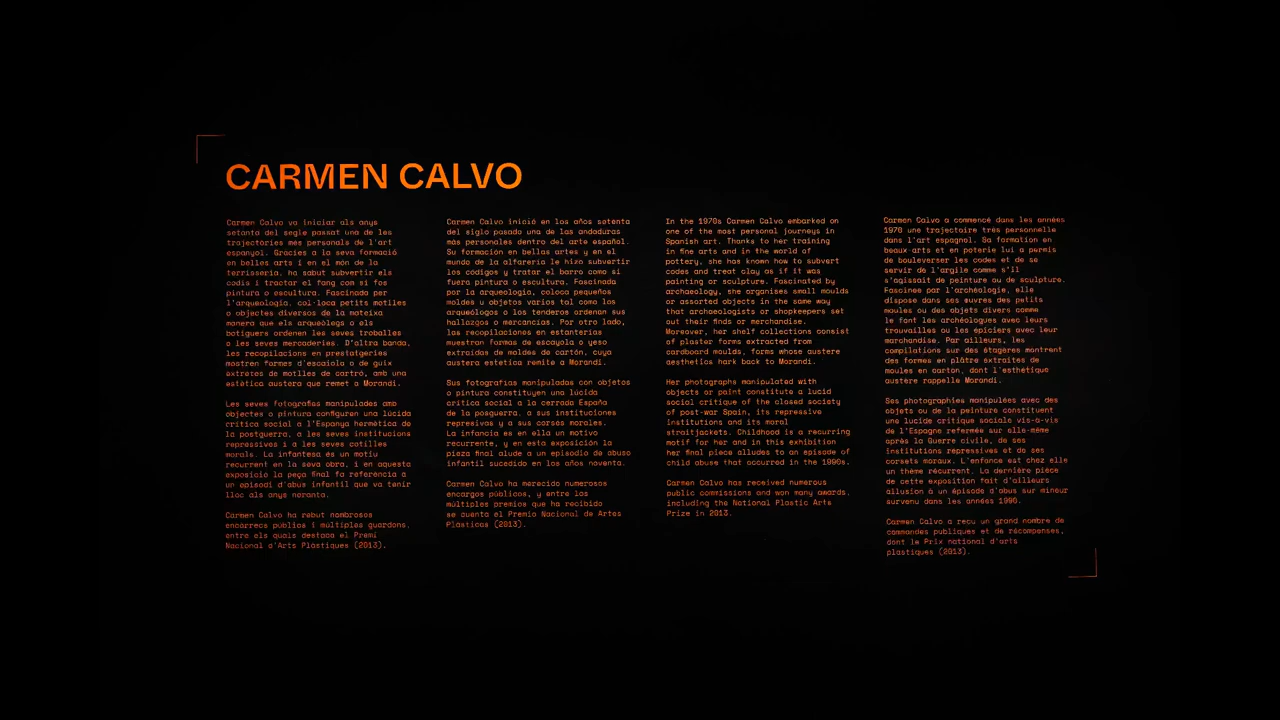 CARMEN CALVO
Carmen Calvo va iniciar als anys
setanta del segle passat una de les
trajectòries més personals de l'art
espanyol. Gràcies a la seva formació
en belles arts i en el món de la
terrisseria, ha sabut subvertir els
codis i tractar el fang com si fos
pintura o escultura. Fascinada per
l'arqueologia, col·loca petits motlles
o objectes diversos de la mateixa
manera que els arqueòlegs o els
botiguers ordenen les seves troballes
o les seves mercaderies. D'altra banda,
les recopilacions en prestatgeries
mostren formes d'escaiola o de guix
extretes de motlles de cartró, amb una
estètica austera que remet a Morandi.
Les seves fotografies manipulades amb
objectes o pintura configuren una lúcida
crítica social a l'Espanya hermètica de
la postguerra, a les seves institucions
repressives i a les seves cotilles
morals. La infantesa és un motiu
recurrent en la seva obra, i en aquesta
exposició la peça final fa referència a
un episodi d'abus infantil que va tenir
lloc als anys noranta.
Carmen Calvo ha rebut nombrosos
encàrrecs públics i múltiples guardons,
entre els quals destaca el Premi
Nacional d'Arts Plàstiques (2013).
Carmen Calvo inició en los años setenta
del siglo pasado una de las andaduras
más personales dentro del arte español.
Su formación en bellas artes y en el
mundo de la alfarería le hizo subvertir
los códigos y tratar el barro como si
fuera pintura o escultura. Fascinada
por la arqueología, coloca pequeños
moldes u objetos varios tal como los
arqueólogos o los tenderos ordenan sus
hallazgos o mercancías. Por otro lado,
las recopilaciones en estanterías
muestran formas de escayola o yeso
extraídas de moldes de cartón, cuya
austera estética remite a Morandi.
Sus fotografías manipuladas con objetos
o pintura constituyen una lúcida
crítica social a la cerrada España
de la posguerra, a sus instituciones
represivas y a sus corsés morales.
La infancia es en ella un motivo
recurrente, y en esta exposición la
pieza final alude a un episodio de abuso
infantil sucedido en los años noventa.
Carmen Calvo ha merecido numerosos
encargos públicos, y entre los
múltiples premios que ha recibido
se cuenta el Premio Nacional de Artes
Plásticas (2013).
In the 1970s Carmen Calvo embarked on
one of the most personal journeys in
Spanish art. Thanks to her training
in fine arts and in the world of
pottery, she has known how to subvert
codes and treat clay as if it was
painting or sculpture. Fascinated by
archaeology, she organises small moulds
or assorted objects in the same way
that archaeologists or shopkeepers set
out their finds or merchandise.
Moreover, her shelf collections consist
of plaster forms extracted from
cardboard moulds, forms whose austere
aesthetics hark back to Morandi.
Her photographs manipulated with
objects or paint constitute a lucid
social critique of the closed society
of post-war Spain, its repressive
institutions and its moral
straitjackets. Childhood is a recurring
motif for her and in this exhibition
her final piece alludes to an episode of
child abuse that occurred in the 1990s.
Carmen Calvo has received numerous
public commissions and won many awards,
including the National Plastic Arts
Prize in 2013.
Carmen Calvo a commencé dans les années
1970 une trajectoire très personnelle
dans l'art espagnol. Sa formation en
beaux arts et en poterie lui a permis
de bouleverser les codes et de se
servir de l'argile comme s'il
s'agissait de peinture ou de sculpture.
Fascinée par l'archéologie, elle
dispose dans ses œuvres des petits
moules ou des objets divers comme
le font les archéologues avec leurs
trouvailles ou les épiciers avec leur
marchandise. Par ailleurs, les
compilations sur des étagères montrent
des formes en plâtre extraites de
moules en carton, dont l'esthétique
austère rappelle Morandi.
Ses photographies manipulées avec des
objets ou de la peinture constituent
une lucide critique sociale vis-à-vis
de l'Espagne refermée sur elle-même
après la Guerre civile, de ses
institutions répressives et de ses
corsets moraux. L'enfance est chez elle
un thème récurrent. La dernière pièce
de cette exposition fait d'ailleurs
allusion à un épisode d'abus sur mineur
survenu dans les années 1990.
Carmen Calvo a reçu un grand nombre de
commandes publiques et de récompenses,
dont le Prix national d'arts
plastiques (2013).